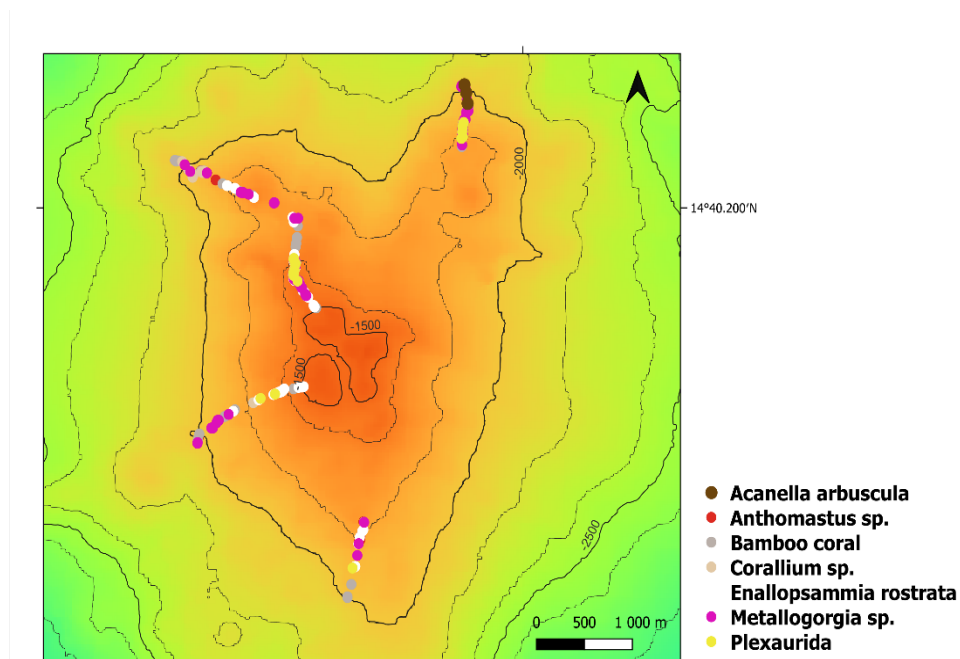 -2000
14°40.200'N
-1500
-1500
-2500
Acanella arbuscula
Anthomastus sp.
Bamboo coral
Corallium sp.
Enallopsammia rostrata
Metallogorgia sp.
Plexaurida
0 500 1 000 m